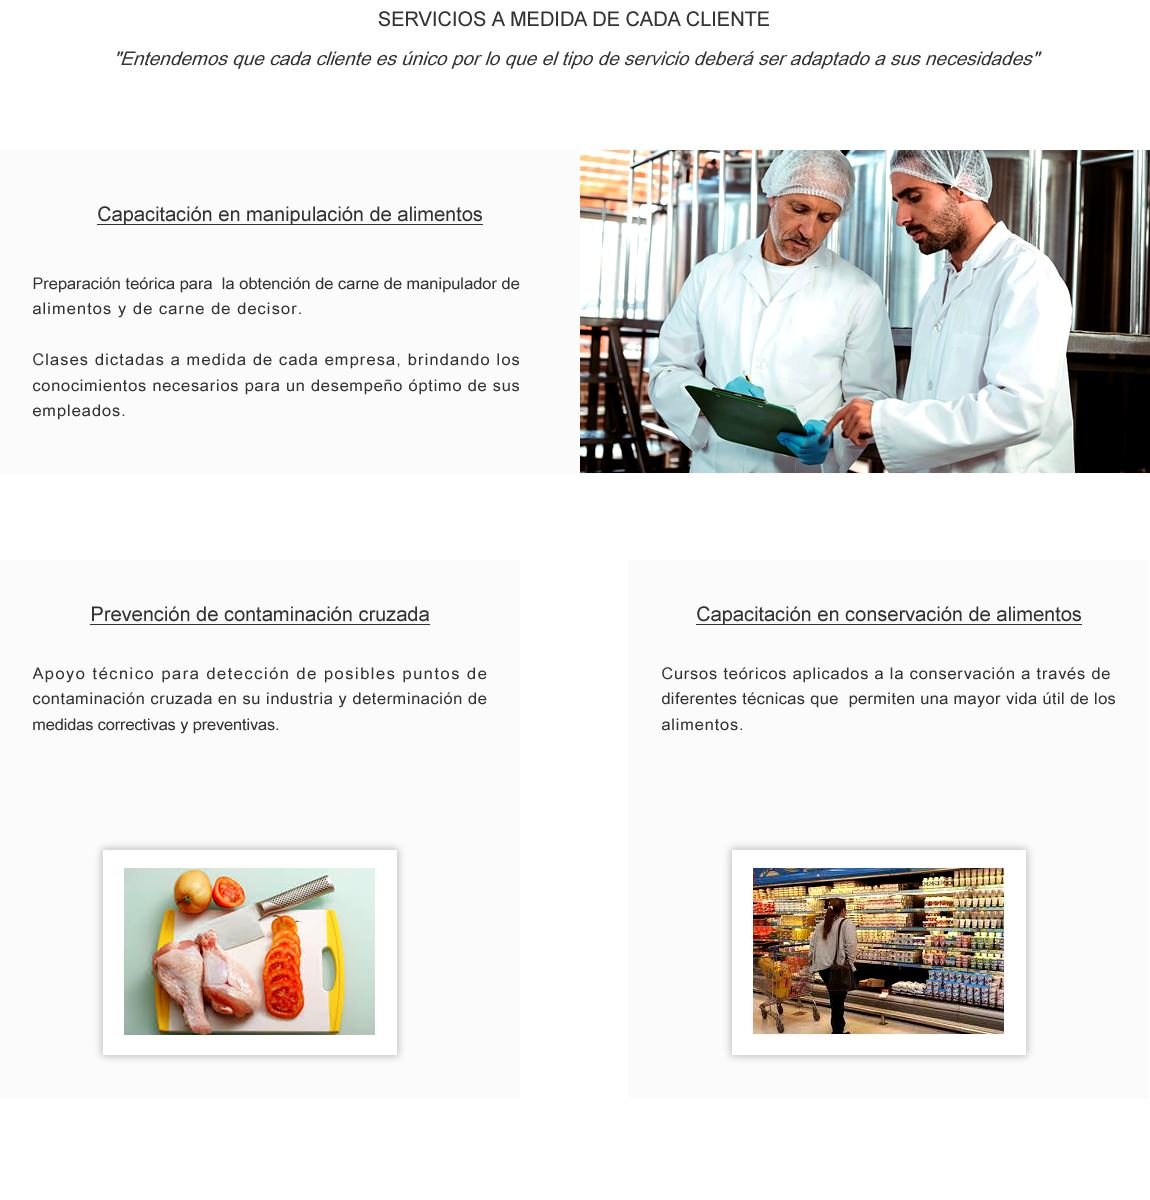 SERVICIOS A MEDIDA DE CADA CLIENTE
"Entendemos que cada cliente es único por lo que el tipo de servicio deberá ser adaptado a sus necesidades"
Capacitación en manipulación de alimentos
Preparación teórica para  la obtención de carne de manipulador de
alimentos y de carne de decisor.
Clases dictadas a medida de cada empresa, brindando los
conocimientos necesarios para un desempeño óptimo de sus
empleados.
Prevención de contaminación cruzada
Apoyo técnico para detección de posibles puntos de
contaminación cruzada en su industria y determinación de
medidas correctivas y preventivas.
Capacitación en conservación de alimentos
Cursos teóricos aplicados a la conservación a través de
diferentes técnicas que  permiten una mayor vida útil de los
alimentos.